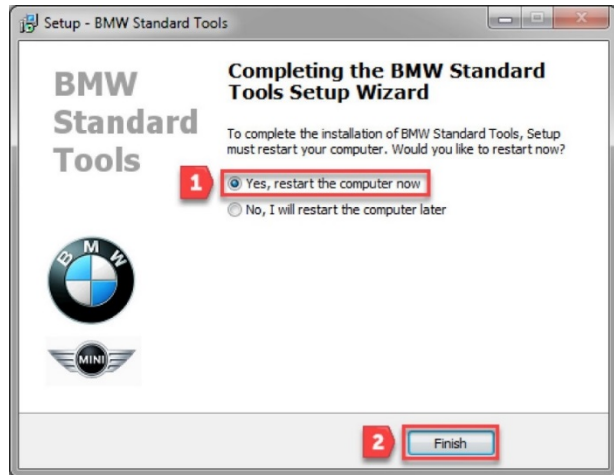 Setup - BMW Standard Tools
BMW
Standard
Tools
Completing the BMW Standard
Tools Setup Wizard
To complete the installation of BMW Standard Tools, Setup
must restart your computer. Would you like to restart now?
1
Yes, restart the computer now
No, I will restart the computer later
BMW
MINI
2
Finish